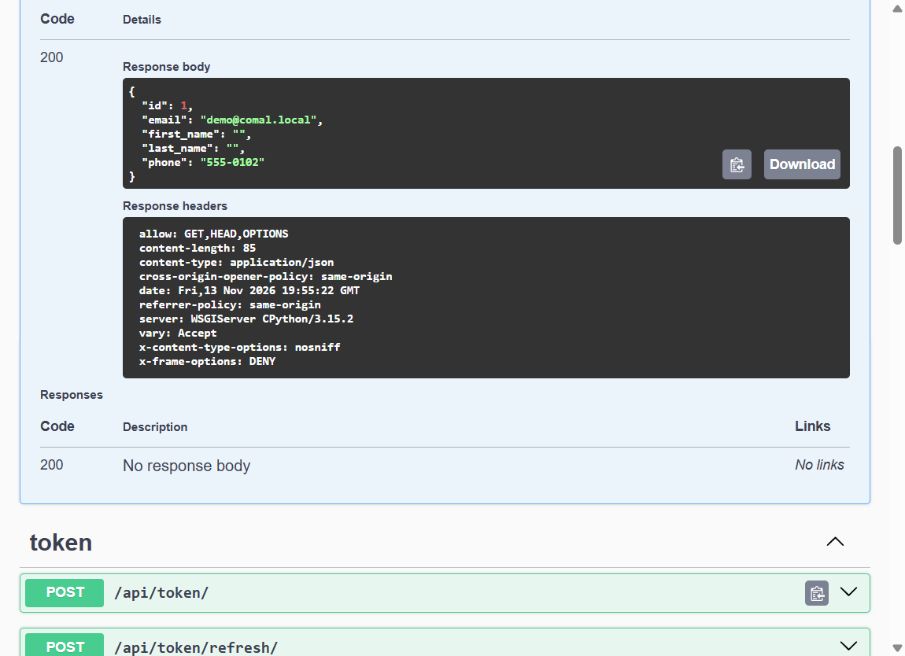 Code Details
200
Response body
{
  "id": 1,
  "email": "demo@comal.local",
  "first_name": "",
  "last_name": "",
  "phone": "555-0102"
}
Download
Response headers
allow: GET,HEAD,OPTIONS
content-length: 85
content-type: application/json
cross-origin-opener-policy: same-origin
date: Fri,13 Nov 2026 19:55:22 GMT
referrer-policy: same-origin
server: WSGIServer CPython/3.15.2
vary: Accept
x-content-type-options: nosniff
x-frame-options: DENY
Responses
Code Description Links
200 No response body No links
token
POST /api/token/
POST /api/token/refresh/